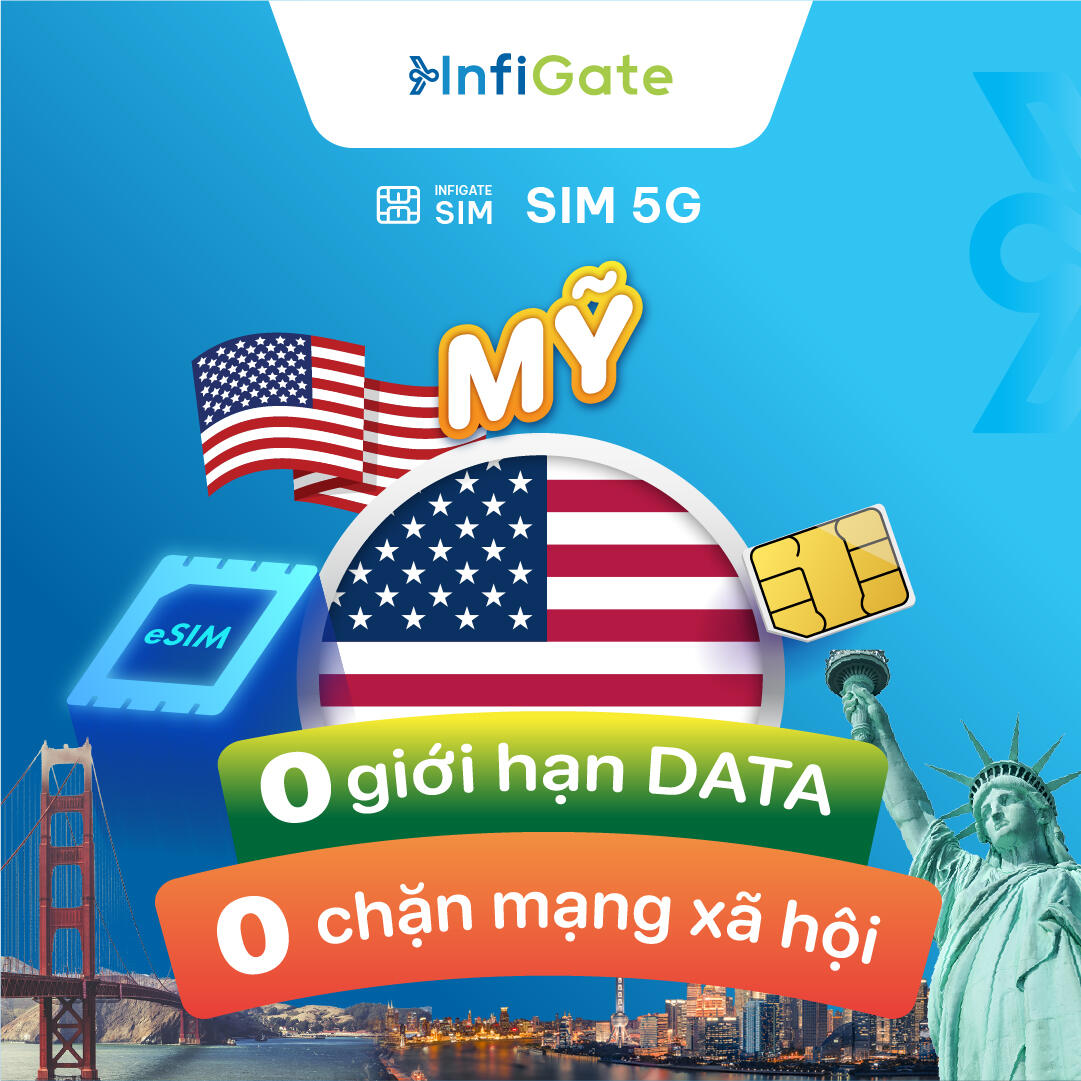 InfiGate
INFIGATE
SIM
SIM 5G
MỸ
eSIM
0 giới hạn DATA
0 chặn mạng xã hội